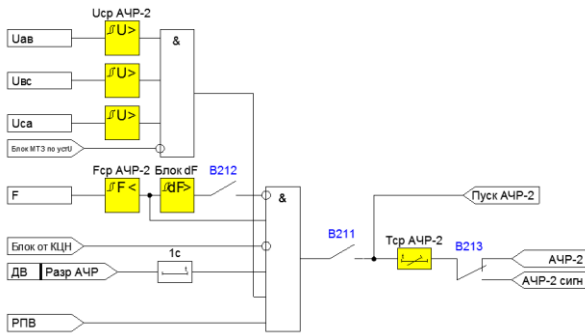 Uср АЧР-2
Uав
U>
&
Uвс
U>
Uса
U>
Блок МТЗ по устU
Fср АЧР-2 Блок dF
B212
F
F <
dF>
&
Пуск АЧР-2
B211
Блок от КЦН
Тср АЧР-2
B213
1с
АЧР-2
ДВ Разр АЧР
АЧР-2 сигн
РПВ